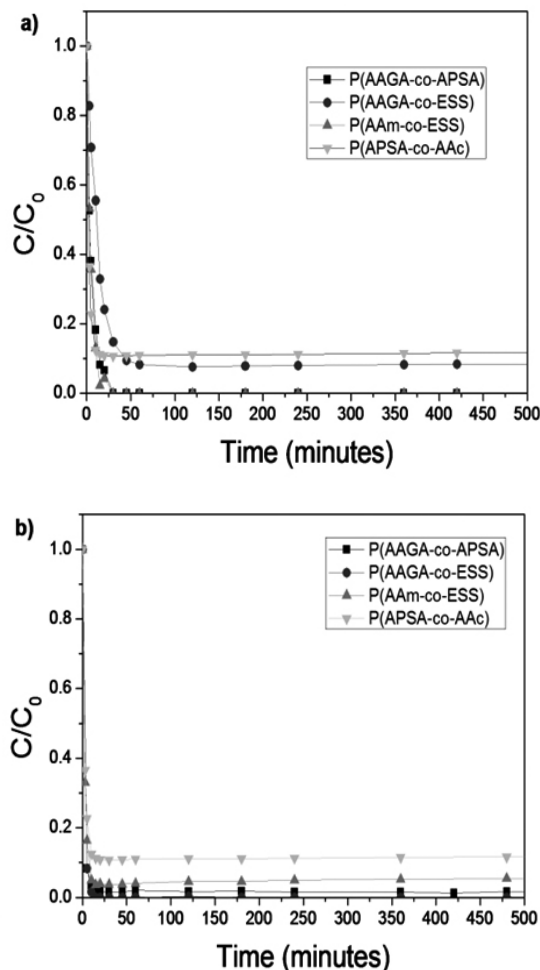 a)
P(AAGA-co-APSA)
P(AAGA-co-ESS)
P(AAm-co-ESS)
P(APSA-co-AAc)
C/C0
1.0
0.8
0.6
0.4
0.2
0.0
0 50 100 150 200 250 300 350 400 450 500
Time (minutes)
b)
P(AAGA-co-APSA)
P(AAGA-co-ESS)
P(AAm-co-ESS)
P(APSA-co-AAc)
C/C0
1.0
0.8
0.6
0.4
0.2
0.0
0 50 100 150 200 250 300 350 400 450 500
Time (minutes)